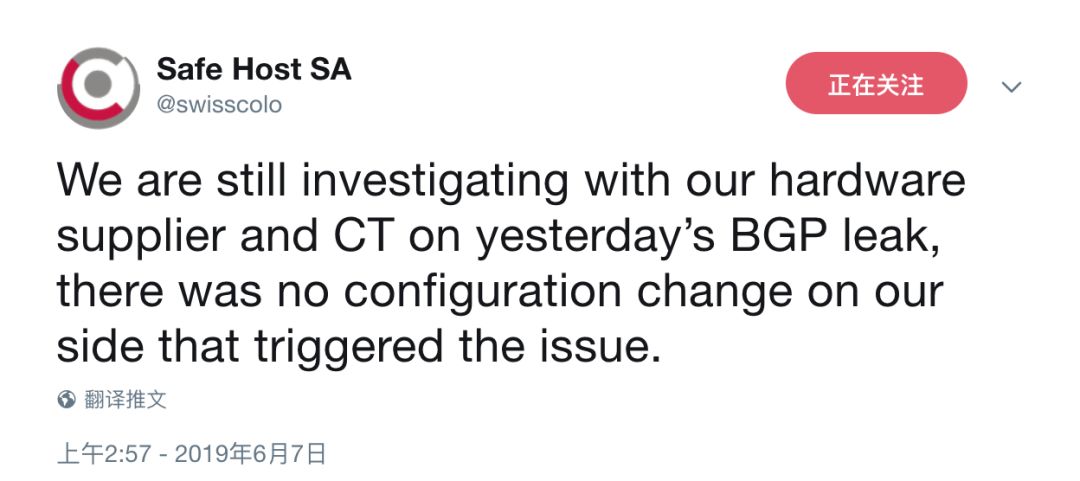 Safe Host SA
@swisscolo
正在关注
We are still investigating with our hardware
supplier and CT on yesterday’s BGP leak,
there was no configuration change on our
side that triggered the issue.
翻译推文
上午2:57 - 2019年6月7日